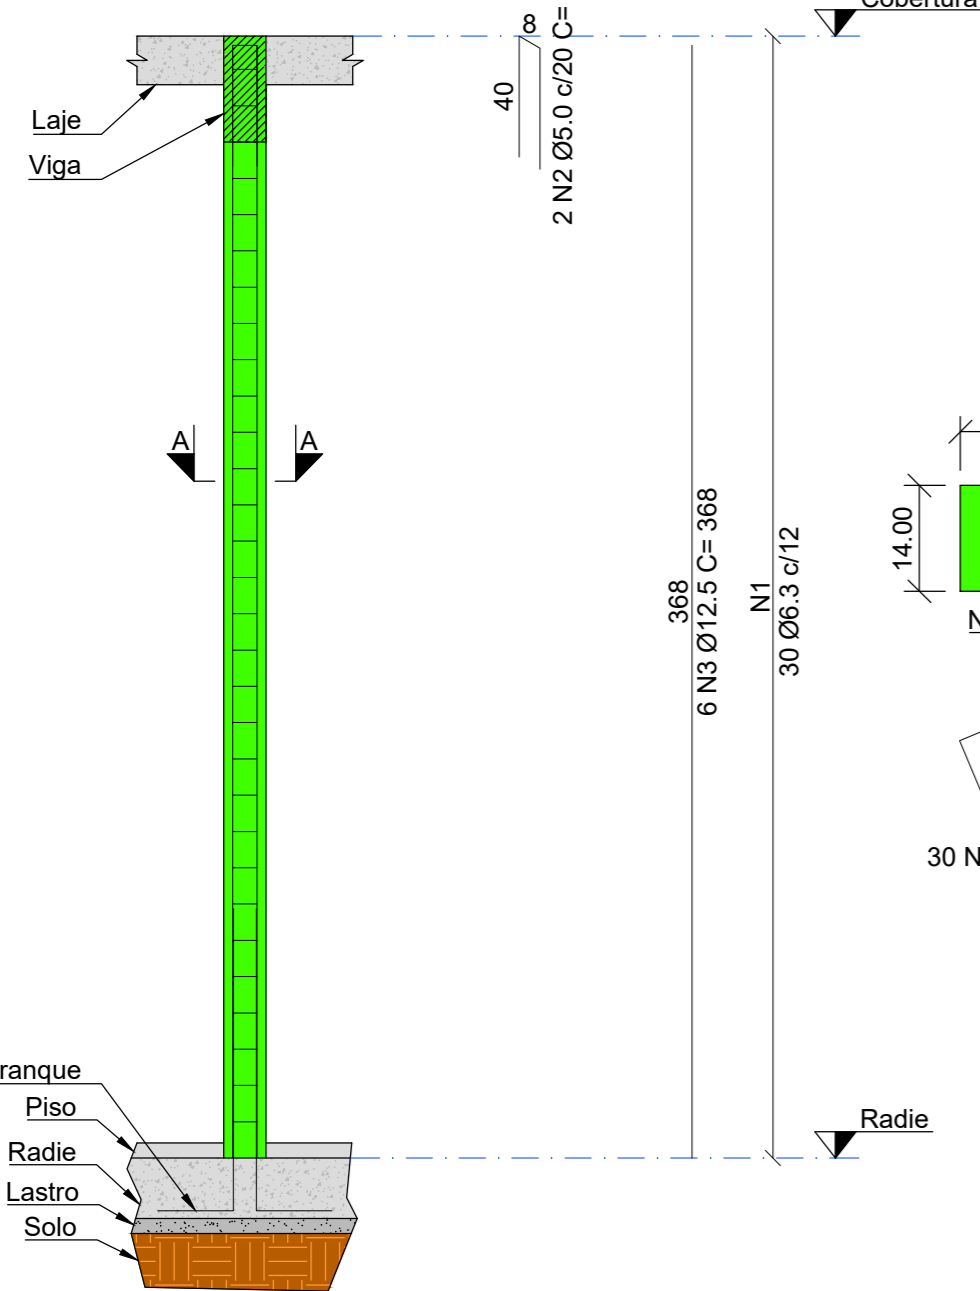 Cobertura
8
40
2 N2 Ø5.0 c/20 C=
Laje
Viga
A A
368
6 N3 Ø12.5 C= 368
N1
30 Ø6.3 c/12
14.00
N
30 N
ranque
Piso
Radie
Lastro
Solo
Radie